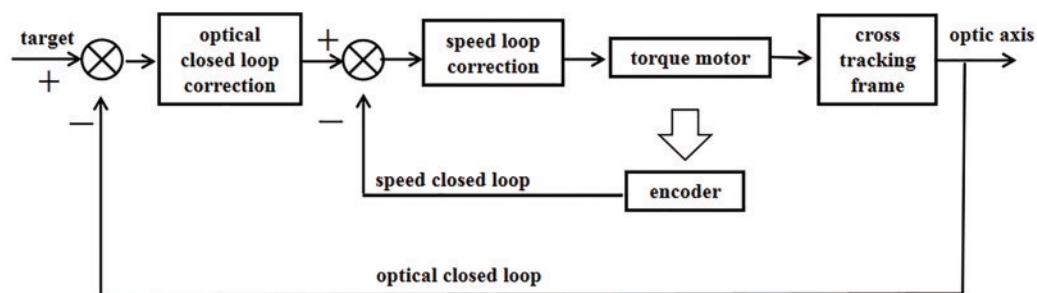 target
+
−
optical
closed loop
correction
+
−
speed loop
correction
torque motor
cross
tracking
frame
optic axis
speed closed loop
encoder
optical closed loop